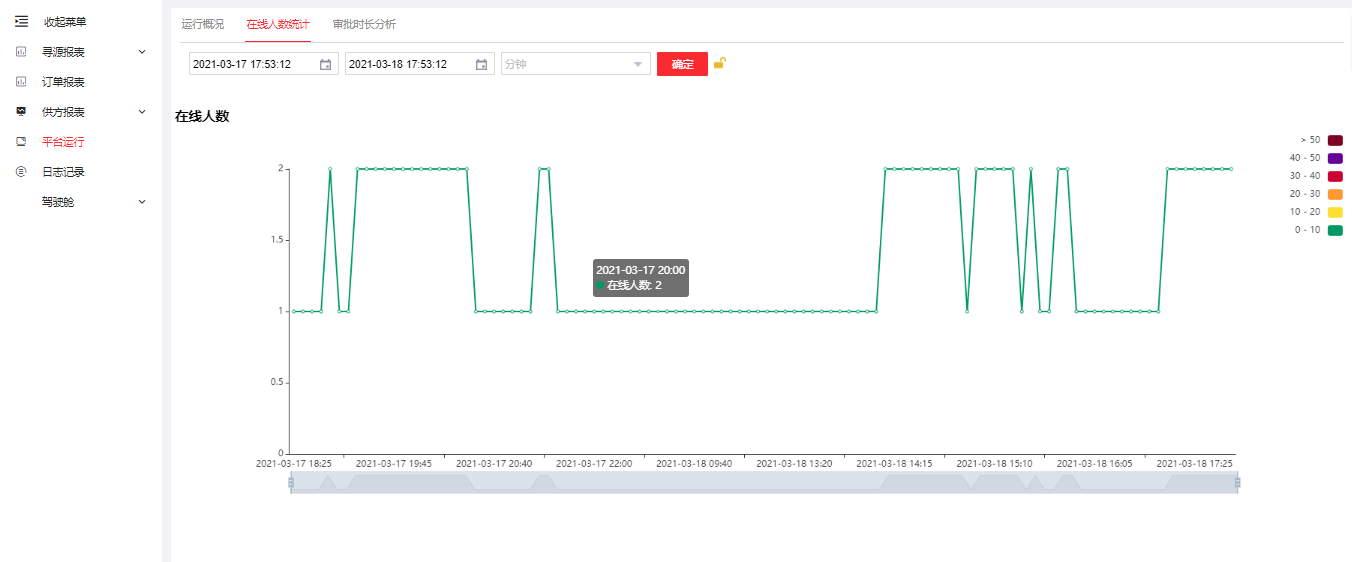 收起菜单
寻源报表
订单报表
供方报表
平台运行
日志记录
驾驶舱
运行概况 在线人数统计 审批时长分析
2021-03-17 17:53:12 2021-03-18 17:53:12 分钟 确定
在线人数
> 50
40 - 50
30 - 40
20 - 30
10 - 20
0 - 10
2
1.5
1
0.5
0
2021-03-17 20:00
在线人数: 2
2021-03-17 18:25 2021-03-17 19:45 2021-03-17 20:40 2021-03-17 22:00 2021-03-18 09:40 2021-03-18 13:20 2021-03-18 14:15 2021-03-18 15:10 2021-03-18 16:05 2021-03-18 17:25